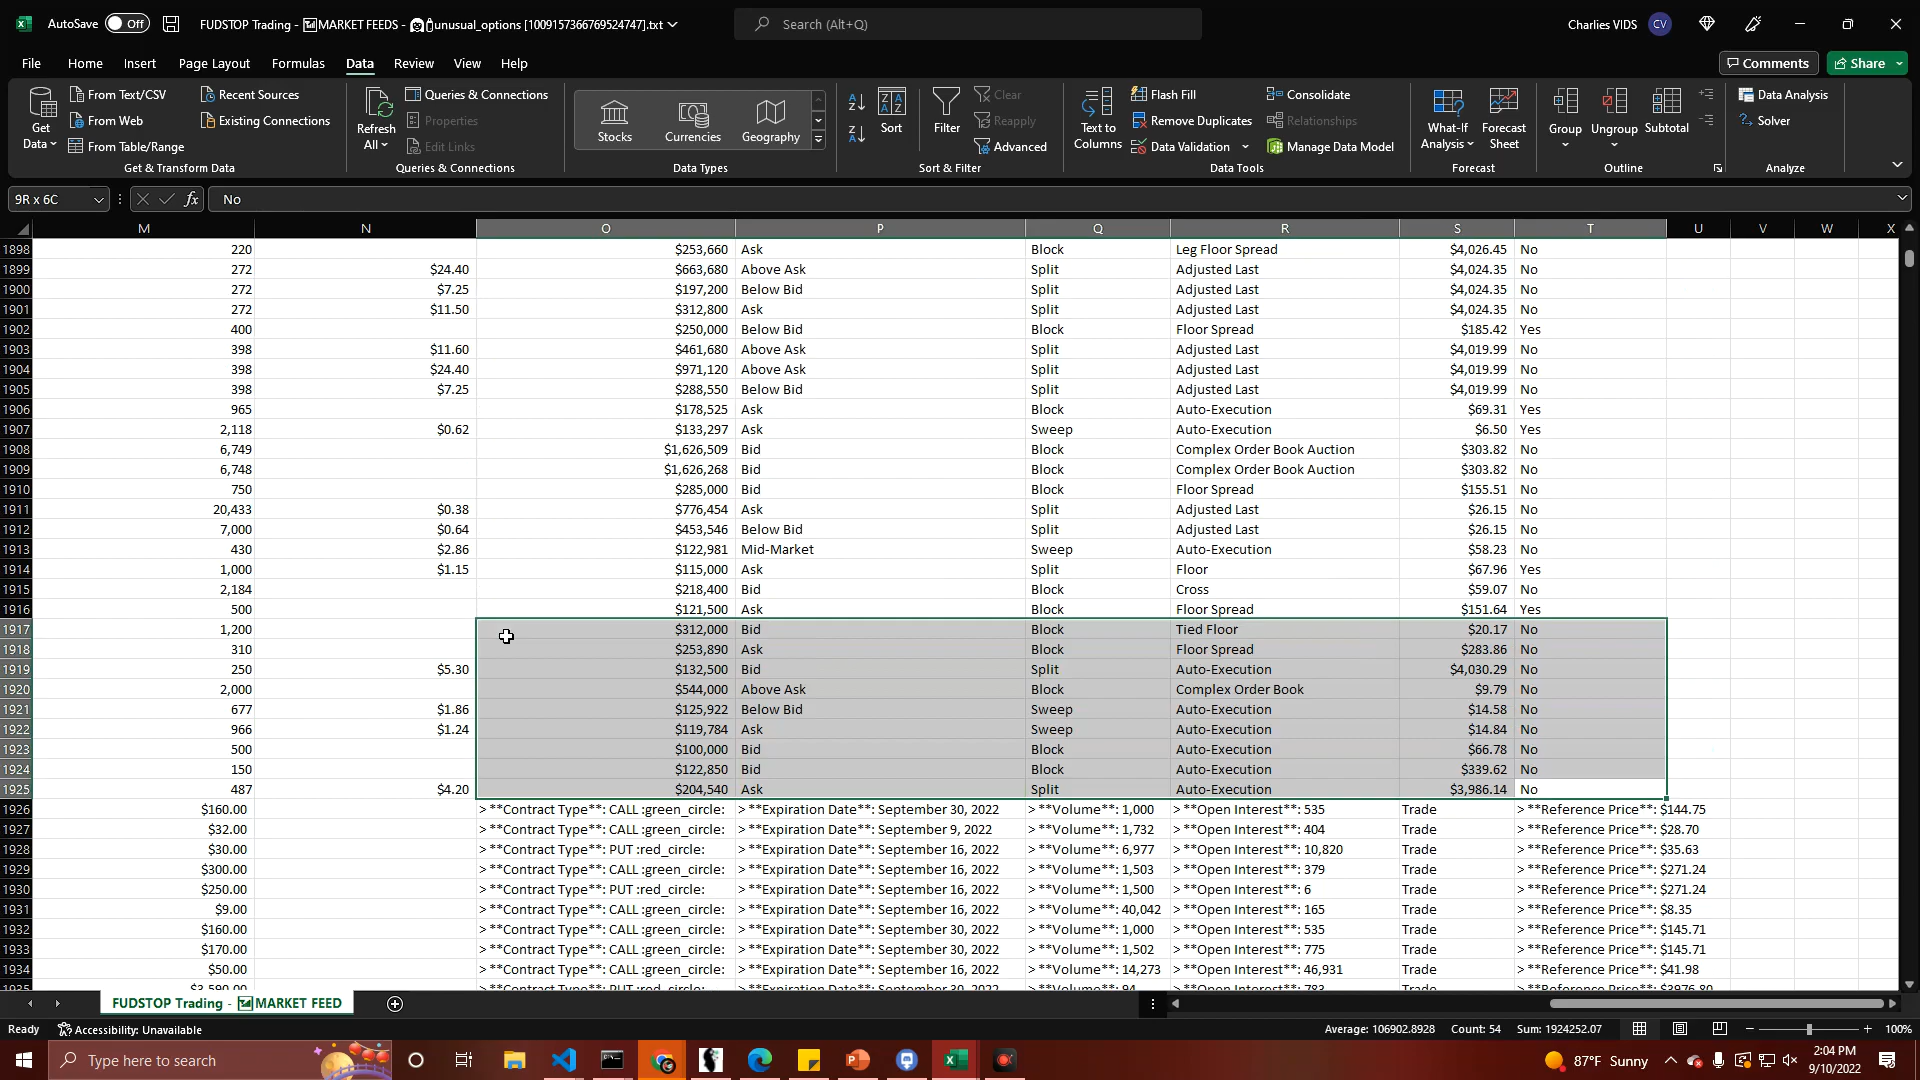 AutoSave Off FUDSTOP Trading - MARKET FEEDS - unusual_options [1009157366769524747].txt Search (Alt+Q) Charlies VIDS CV
File Home Insert Page Layout Formulas Data Review View Help Comments Share
Get Data From Text/CSV From Web From Table/Range Recent Sources Existing Connections
Get & Transform Data
Refresh All Queries & Connections Properties Edit Links
Queries & Connections
Stocks Currencies Geography
Data Types
Sort Filter Clear Reapply Advanced
Sort & Filter
Text to Columns Flash Fill Remove Duplicates Data Validation Consolidate Relationships Manage Data Model
Data Tools
What-If Analysis Forecast Sheet
Forecast
Group Ungroup Subtotal
Outline
Data Analysis Solver
Analyze
9R x 6C fx No
M N O P Q R S T U V W X
1898 220 $253,660 Ask Block Leg Floor Spread $4,026.45 No
1899 272 $24.40 $663,680 Above Ask Split Adjusted Last $4,024.35 No
1900 272 $7.25 $197,200 Below Bid Split Adjusted Last $4,024.35 No
1901 272 $11.50 $312,800 Ask Split Adjusted Last $4,024.35 No
1902 400 $250,000 Below Bid Block Floor Spread $185.42 Yes
1903 398 $11.60 $461,680 Above Ask Split Adjusted Last $4,019.99 No
1904 398 $24.40 $971,120 Above Ask Split Adjusted Last $4,019.99 No
1905 398 $7.25 $288,550 Below Bid Split Adjusted Last $4,019.99 No
1906 965 $178,525 Ask Block Auto-Execution $69.31 Yes
1907 2,118 $0.62 $133,297 Ask Sweep Auto-Execution $6.50 Yes
1908 6,749 $1,626,509 Bid Block Complex Order Book Auction $303.82 No
1909 6,748 $1,626,268 Bid Block Complex Order Book Auction $303.82 No
1910 750 $285,000 Bid Block Floor Spread $155.51 No
1911 20,433 $0.38 $776,454 Ask Split Adjusted Last $26.15 No
1912 7,000 $0.64 $453,546 Below Bid Split Adjusted Last $26.15 No
1913 430 $2.86 $122,981 Mid-Market Sweep Auto-Execution $58.23 No
1914 1,000 $1.15 $115,000 Ask Split Floor $67.96 Yes
1915 2,184 $218,400 Bid Block Cross $59.07 No
1916 500 $121,500 Ask Block Floor Spread $151.64 Yes
1917 1,200 $312,000 Bid Block Tied Floor $20.17 No
1918 310 $253,890 Ask Block Floor Spread $283.86 No
1919 250 $5.30 $132,500 Bid Split Auto-Execution $4,030.29 No
1920 2,000 $544,000 Above Ask Block Complex Order Book $9.79 No
1921 677 $1.86 $125,922 Below Bid Sweep Auto-Execution $14.58 No
1922 966 $1.24 $119,784 Ask Sweep Auto-Execution $14.84 No
1923 500 $100,000 Bid Block Auto-Execution $66.78 No
1924 150 $122,850 Bid Block Auto-Execution $339.62 No
1925 487 $4.20 $204,540 Ask Split Auto-Execution $3,986.14 No
1926 $160.00 > **Contract Type**: CALL :green_circle: > **Expiration Date**: September 30, 2022 > **Volume**: 1,000 > **Open Interest**: 535 Trade > **Reference Price**: $144.75
1927 $32.00 > **Contract Type**: CALL :green_circle: > **Expiration Date**: September 9, 2022 > **Volume**: 1,732 > **Open Interest**: 404 Trade > **Reference Price**: $28.70
1928 $30.00 > **Contract Type**: PUT :red_circle: > **Expiration Date**: September 16, 2022 > **Volume**: 6,977 > **Open Interest**: 10,820 Trade > **Reference Price**: $35.63
1929 $300.00 > **Contract Type**: CALL :green_circle: > **Expiration Date**: September 16, 2022 > **Volume**: 1,503 > **Open Interest**: 379 Trade > **Reference Price**: $271.24
1930 $250.00 > **Contract Type**: PUT :red_circle: > **Expiration Date**: September 16, 2022 > **Volume**: 1,500 > **Open Interest**: 6 Trade > **Reference Price**: $271.24
1931 $9.00 > **Contract Type**: CALL :green_circle: > **Expiration Date**: September 16, 2022 > **Volume**: 40,042 > **Open Interest**: 165 Trade > **Reference Price**: $8.35
1932 $160.00 > **Contract Type**: CALL :green_circle: > **Expiration Date**: September 30, 2022 > **Volume**: 1,000 > **Open Interest**: 535 Trade > **Reference Price**: $145.71
1933 $170.00 > **Contract Type**: CALL :green_circle: > **Expiration Date**: September 30, 2022 > **Volume**: 1,502 > **Open Interest**: 775 Trade > **Reference Price**: $145.71
1934 $50.00 > **Contract Type**: CALL :green_circle: > **Expiration Date**: September 16, 2022 > **Volume**: 14,273 > **Open Interest**: 46,931 Trade > **Reference Price**: $41.98
1935 $3,590.00 > **Contract Type**: PUT :red_circle: > **Expiration Date**: September 30, 2022 > **Volume**: 94 > **Open Interest**: 783 Trade > **Reference Price**: $3976.80
FUDSTOP Trading - MARKET FEED
Ready Accessibility: Unavailable Average: 106902.8928 Count: 54 Sum: 1924252.07 100%
Type here to search 87°F Sunny 2:04 PM
9/10/2022